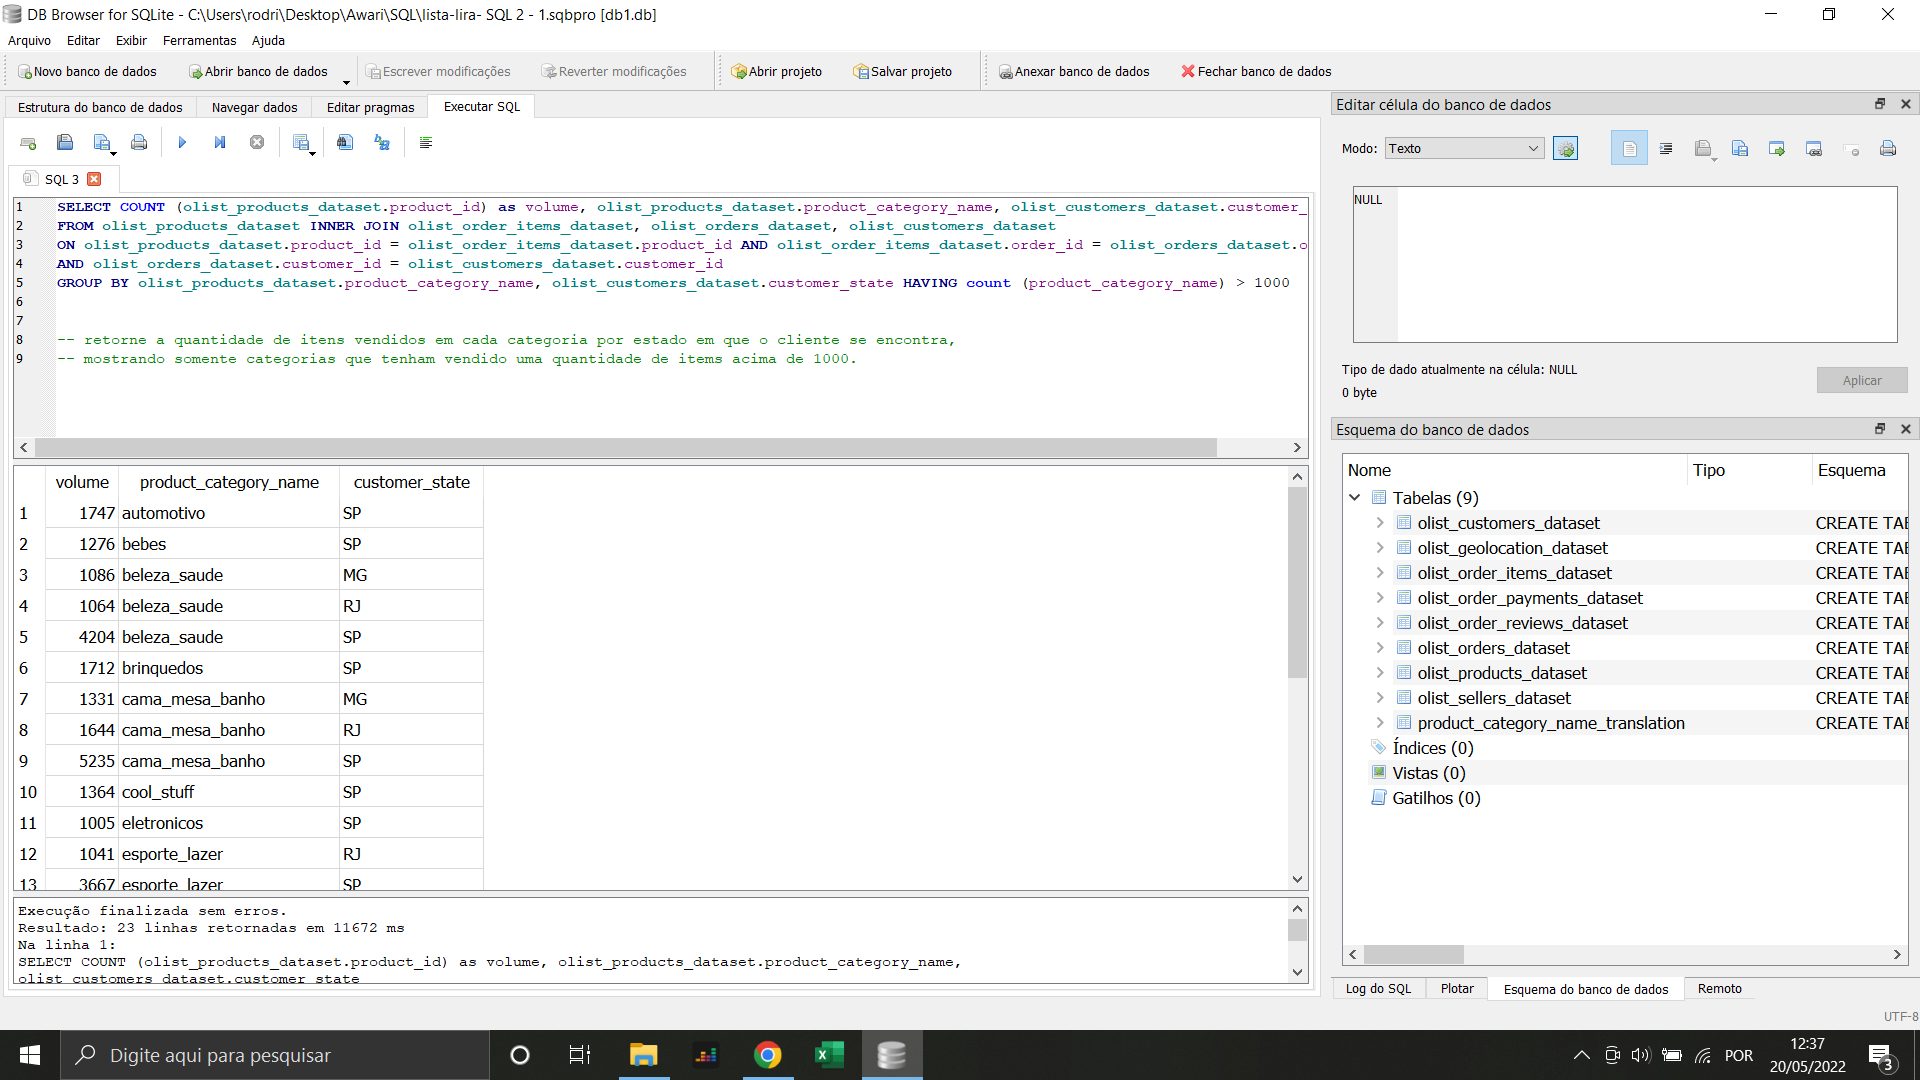 DB Browser for SQLite - C:\Users\rodri\Desktop\Awari\SQL\lista-lira- SQL 2 - 1.sqbpro [db1.db]
Arquivo Editar Exibir Ferramentas Ajuda
Novo banco de dados Abrir banco de dados Escrever modificações Reverter modificações Abrir projeto Salvar projeto Anexar banco de dados Fechar banco de dados
Estrutura do banco de dados Navegar dados Editar pragmas Executar SQL
SQL 3
1 SELECT COUNT (olist_products_dataset.product_id) as volume, olist_products_dataset.product_category_name, olist_customers_dataset.customer_
2 FROM olist_products_dataset INNER JOIN olist_order_items_dataset, olist_orders_dataset, olist_customers_dataset
3 ON olist_products_dataset.product_id = olist_order_items_dataset.product_id AND olist_order_items_dataset.order_id = olist_orders_dataset.o
4 AND olist_orders_dataset.customer_id = olist_customers_dataset.customer_id
5 GROUP BY olist_products_dataset.product_category_name, olist_customers_dataset.customer_state HAVING count (product_category_name) > 1000
6
7
8 -- retorne a quantidade de itens vendidos em cada categoria por estado em que o cliente se encontra,
9 -- mostrando somente categorias que tenham vendido uma quantidade de items acima de 1000.
volume product_category_name customer_state
1 1747 automotivo SP
2 1276 bebes SP
3 1086 beleza_saude MG
4 1064 beleza_saude RJ
5 4204 beleza_saude SP
6 1712 brinquedos SP
7 1331 cama_mesa_banho MG
8 1644 cama_mesa_banho RJ
9 5235 cama_mesa_banho SP
10 1364 cool_stuff SP
11 1005 eletronicos SP
12 1041 esporte_lazer RJ
13 3667 esporte_lazer SP
Execução finalizada sem erros.
Resultado: 23 linhas retornadas em 11672 ms
Na linha 1:
SELECT COUNT (olist_products_dataset.product_id) as volume, olist_products_dataset.product_category_name,
olist_customers_dataset.customer_state
Editar célula do banco de dados
Modo: Texto
NULL
Tipo de dado atualmente na célula: NULL
0 byte
Aplicar
Esquema do banco de dados
Nome Tipo Esquema
Tabelas (9)
olist_customers_dataset CREATE TAB
olist_geolocation_dataset CREATE TAB
olist_order_items_dataset CREATE TAB
olist_order_payments_dataset CREATE TAB
olist_order_reviews_dataset CREATE TAB
olist_orders_dataset CREATE TAB
olist_products_dataset CREATE TAB
olist_sellers_dataset CREATE TAB
product_category_name_translation CREATE TAB
Índices (0)
Vistas (0)
Gatilhos (0)
Log do SQL Plotar Esquema do banco de dados Remoto
UTF-8
Digite aqui para pesquisar
POR
12:37
20/05/2022
3